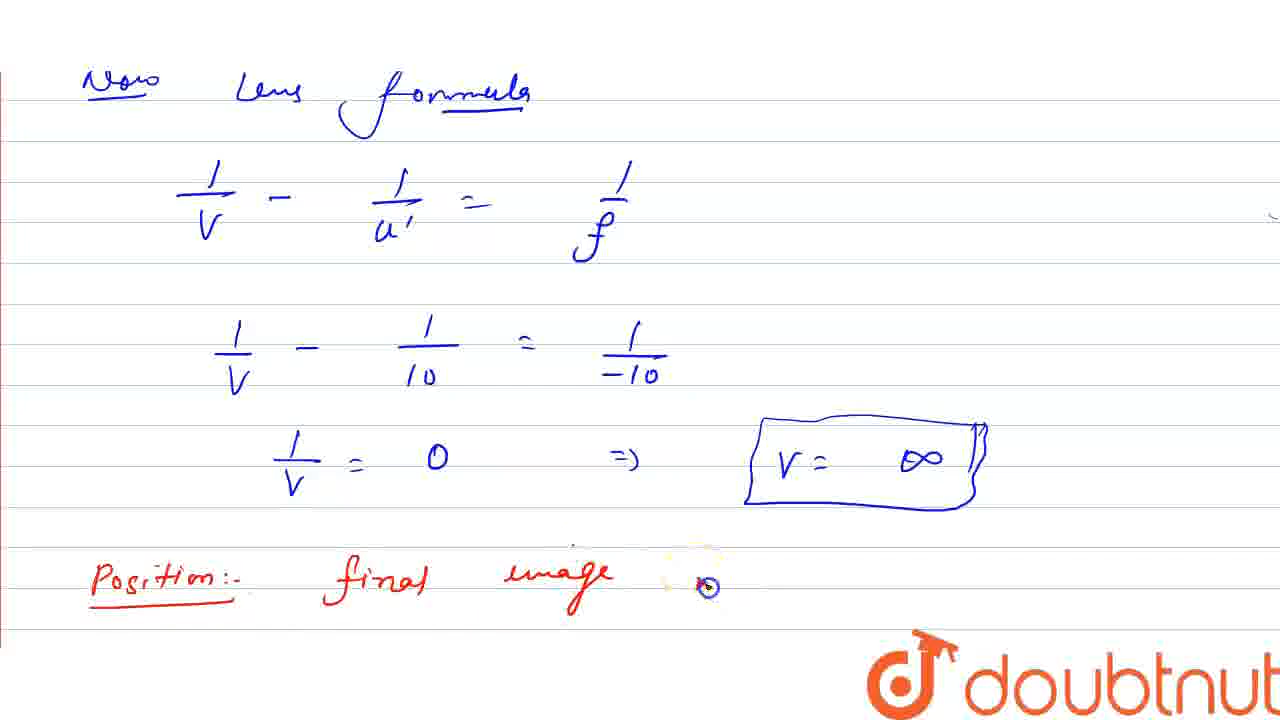 Now Lens formula
1/v - 1/u' = 1/f
1/v - 1/10 = 1/-10
1/v = 0 => v = ∞
Position:- final image
doubtnut